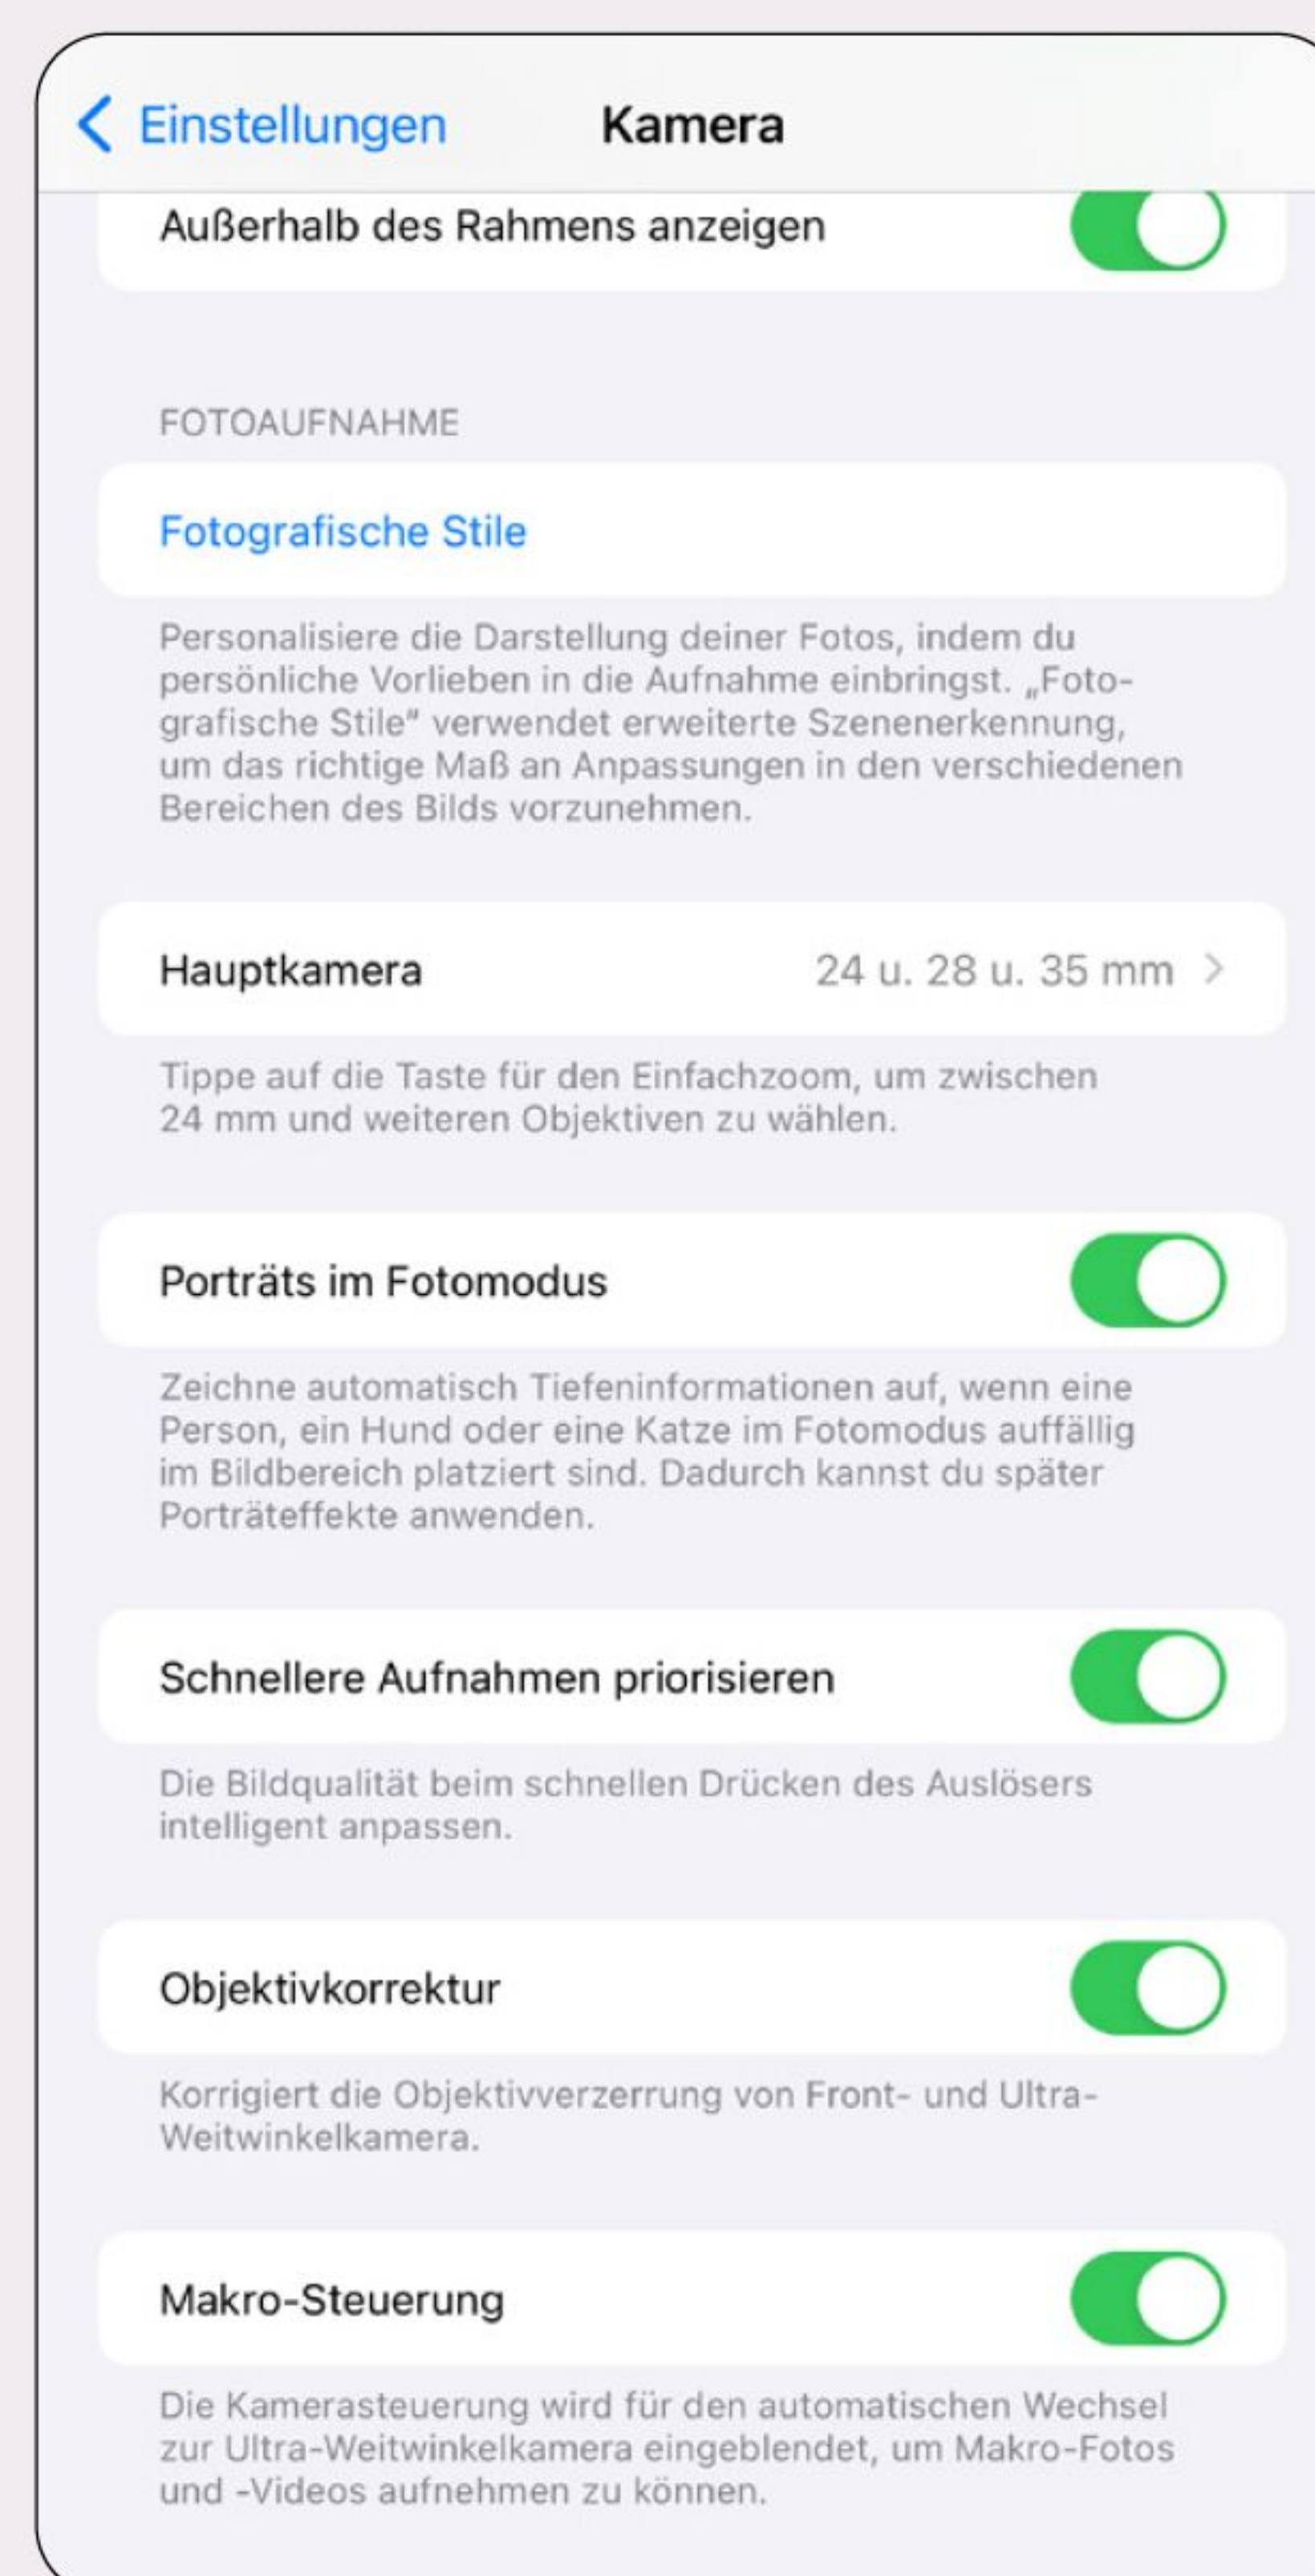 Einstellungen
Kamera
Außerhalb des Rahmens anzeigen
FOTOAUFNAHME
Fotografische Stile
Personalisiere die Darstellung deiner Fotos, indem du
persönliche Vorlieben in die Aufnahme einbringst. „Foto-
grafische Stile“ verwendet erweiterte Szenenerkennung,
um das richtige Maß an Anpassungen in den verschiedenen
Bereichen des Bilds vorzunehmen.
Hauptkamera 24 u. 28 u. 35 mm
Tippe auf die Taste für den Einfachzoom, um zwischen
24 mm und weiteren Objektiven zu wählen.
Porträts im Fotomodus
Zeichne automatisch Tiefeninformationen auf, wenn eine
Person, ein Hund oder eine Katze im Fotomodus auffällig
im Bildbereich platziert sind. Dadurch kannst du später
Porträteffekte anwenden.
Schnellere Aufnahmen priorisieren
Die Bildqualität beim schnellen Drücken des Auslösers
intelligent anpassen.
Objektivkorrektur
Korrigiert die Objektivverzerrung von Front- und Ultra-
Weitwinkelkamera.
Makro-Steuerung
Die Kamerasteuerung wird für den automatischen Wechsel
zur Ultra-Weitwinkelkamera eingeblendet, um Makro-Fotos
und -Videos aufnehmen zu können.